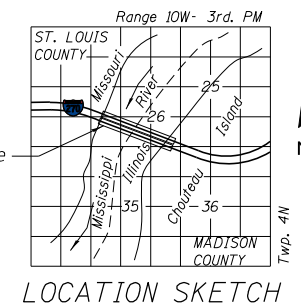 Range 10W- 3rd. PM
ST. LOUIS
COUNTY
Missouri
River
25
26
270
Island
Illinois
Mississippi
35
Chouteau
36
MADISON
COUNTY
Twp. 4N
LOCATION SKETCH